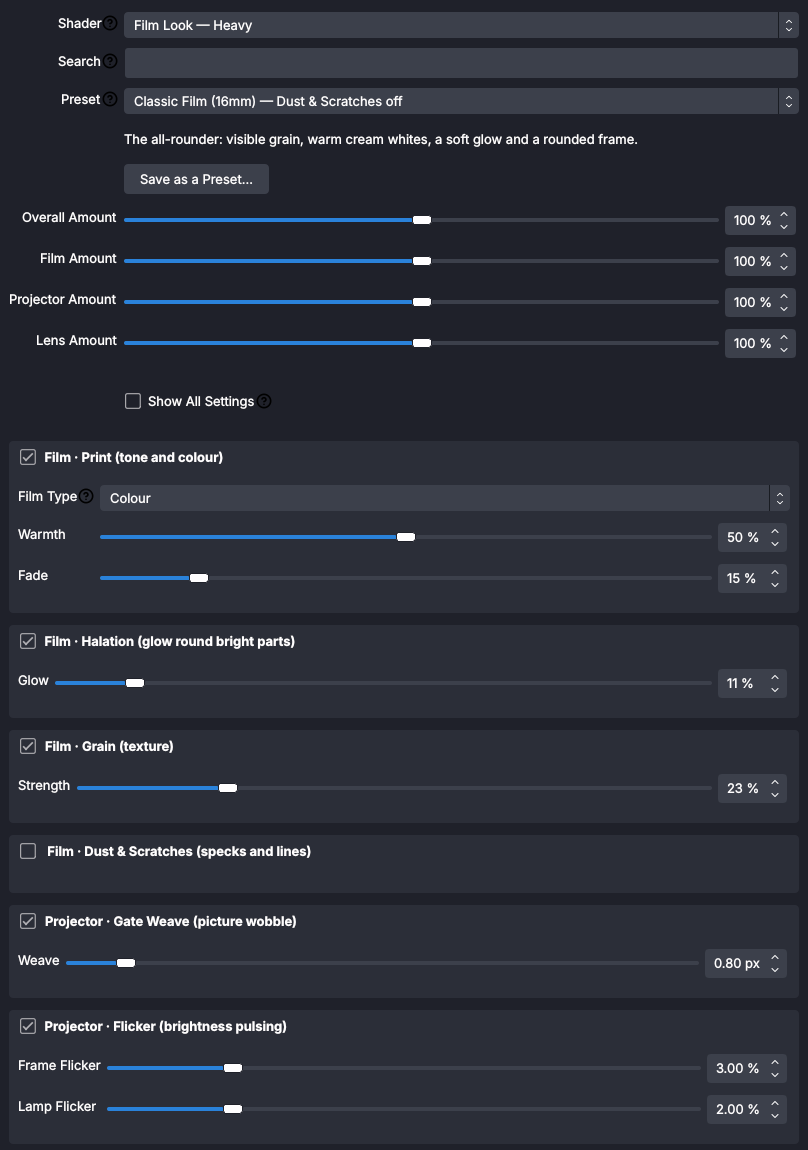 Shader ? Film Look — Heavy
Search ?
Preset ? Classic Film (16mm) — Dust & Scratches off
The all-rounder: visible grain, warm cream whites, a soft glow and a rounded frame.
Save as a Preset...
Overall Amount 100 %
Film Amount 100 %
Projector Amount 100 %
Lens Amount 100 %
Show All Settings ?
Film · Print (tone and colour)
Film Type ? Colour
Warmth 50 %
Fade 15 %
Film · Halation (glow round bright parts)
Glow 11 %
Film · Grain (texture)
Strength 23 %
Film · Dust & Scratches (specks and lines)
Projector · Gate Weave (picture wobble)
Weave 0.80 px
Projector · Flicker (brightness pulsing)
Frame Flicker 3.00 %
Lamp Flicker 2.00 %